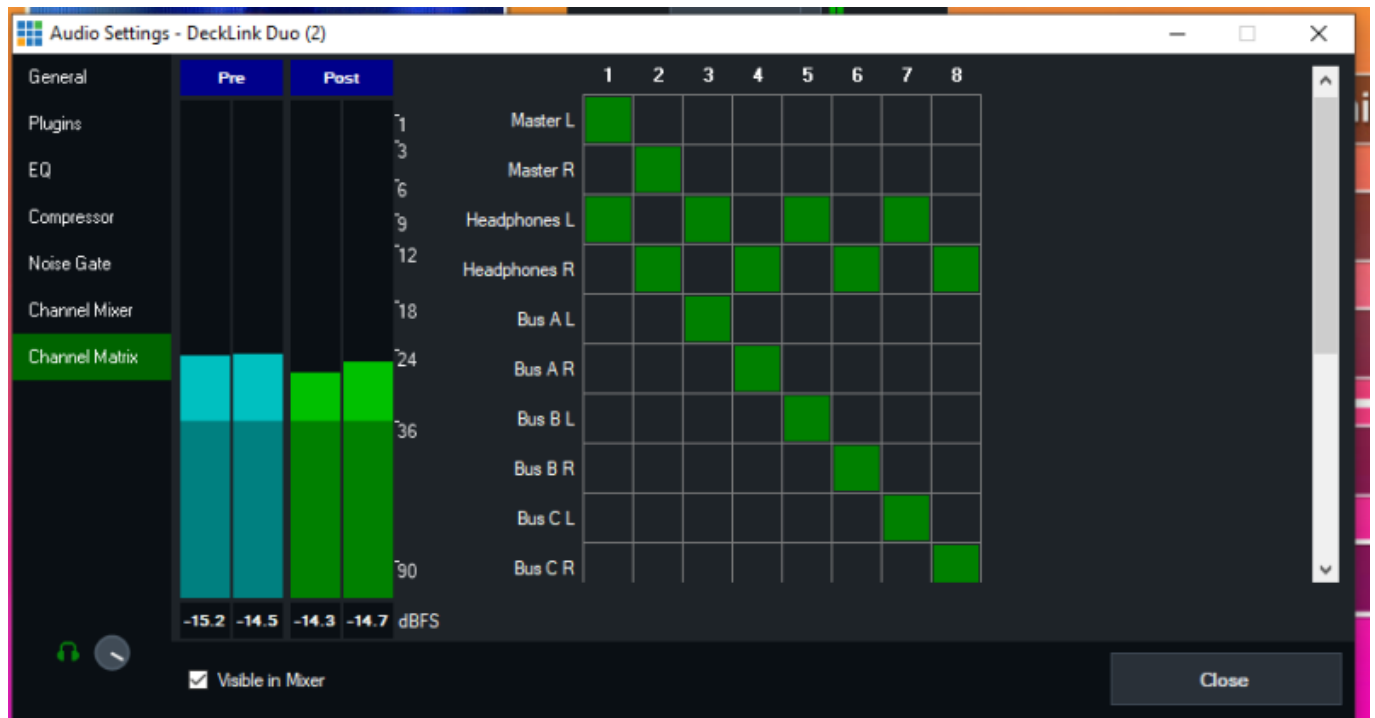 Audio Settings - DeckLink Duo (2)
General
Plugins
EQ
Compressor
Noise Gate
Channel Mixer
Channel Matrix
Pre Post
1
3
6
9
12
18
24
36
90
-15.2 -14.5 -14.3 -14.7 dBFS
1 2 3 4 5 6 7 8
Master L
Master R
Headphones L
Headphones R
Bus A L
Bus A R
Bus B L
Bus B R
Bus C L
Bus C R
Visible in Mixer
Close